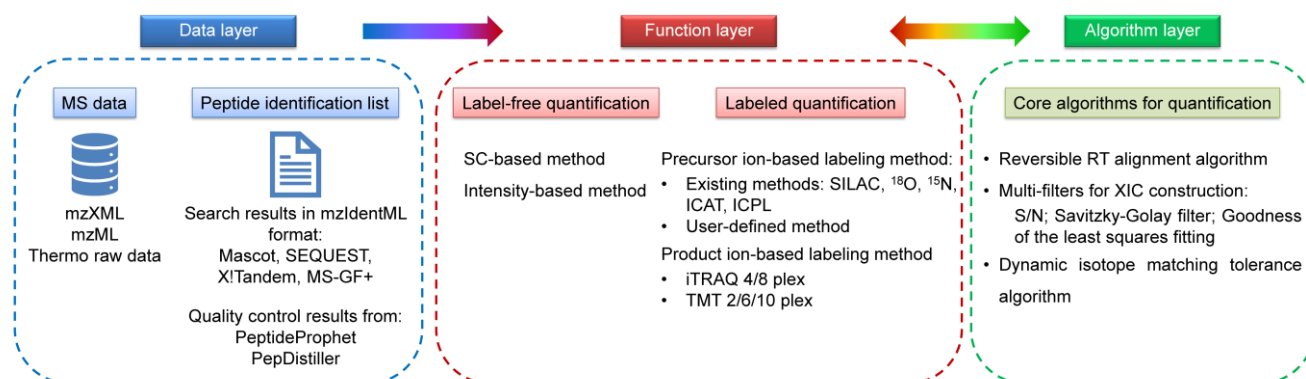 Data layer
Function layer
Algorithm layer
MS data
Peptide identification list
mzXML
mzML
Thermo raw data
Search results in mzIdentML
format:
Mascot, SEQUEST,
X!Tandem, MS-GF+
Quality control results from:
PeptideProphet
PepDistiller
Label-free quantification
SC-based method
Intensity-based method
Labeled quantification
Precursor ion-based labeling method:
• Existing methods: SILAC, ¹⁸O, ¹⁵N,
ICAT, ICPL
• User-defined method
Product ion-based labeling method
• iTRAQ 4/8 plex
• TMT 2/6/10 plex
Core algorithms for quantification
• Reversible RT alignment algorithm
• Multi-filters for XIC construction:
S/N; Savitzky-Golay filter; Goodness
of the least squares fitting
• Dynamic isotope matching tolerance
algorithm